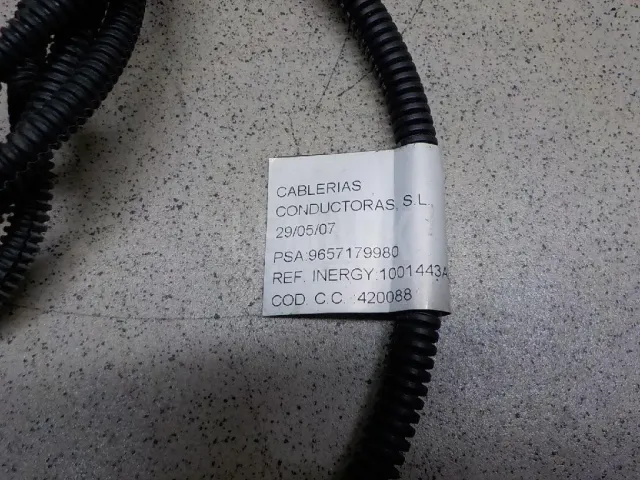 CABLERIAS
CONDUCTORAS, S.L.,
29/05/07
PSA:9657179980
REF. INERGY:1001443A
COD C.C. :420088